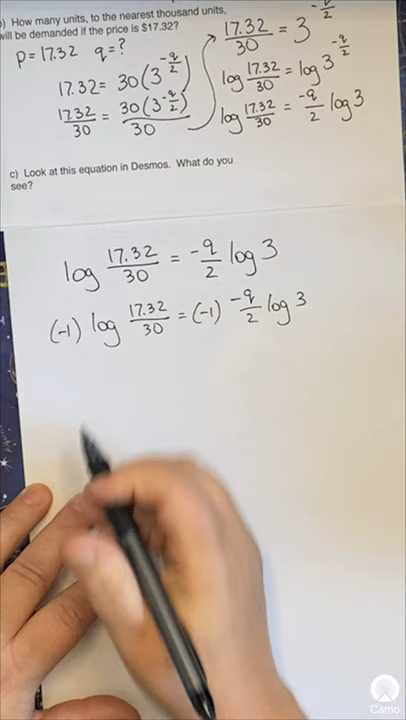 ) How many units, to the nearest thousand units,
will be demanded if the price is $17.32?
p = 17.32 q = ?
17.32 = 30(3^{-q/2})
17.32/30 = 30(3^{-q/2})/30
17.32/30 = 3^{-q/2}
log 17.32/30 = log 3^{-q/2}
log 17.32/30 = -q/2 log 3
c) Look at this equation in Desmos. What do you
see?
log 17.32/30 = -q/2 log 3
(-1) log 17.32/30 = (-1) -q/2 log 3
Camo